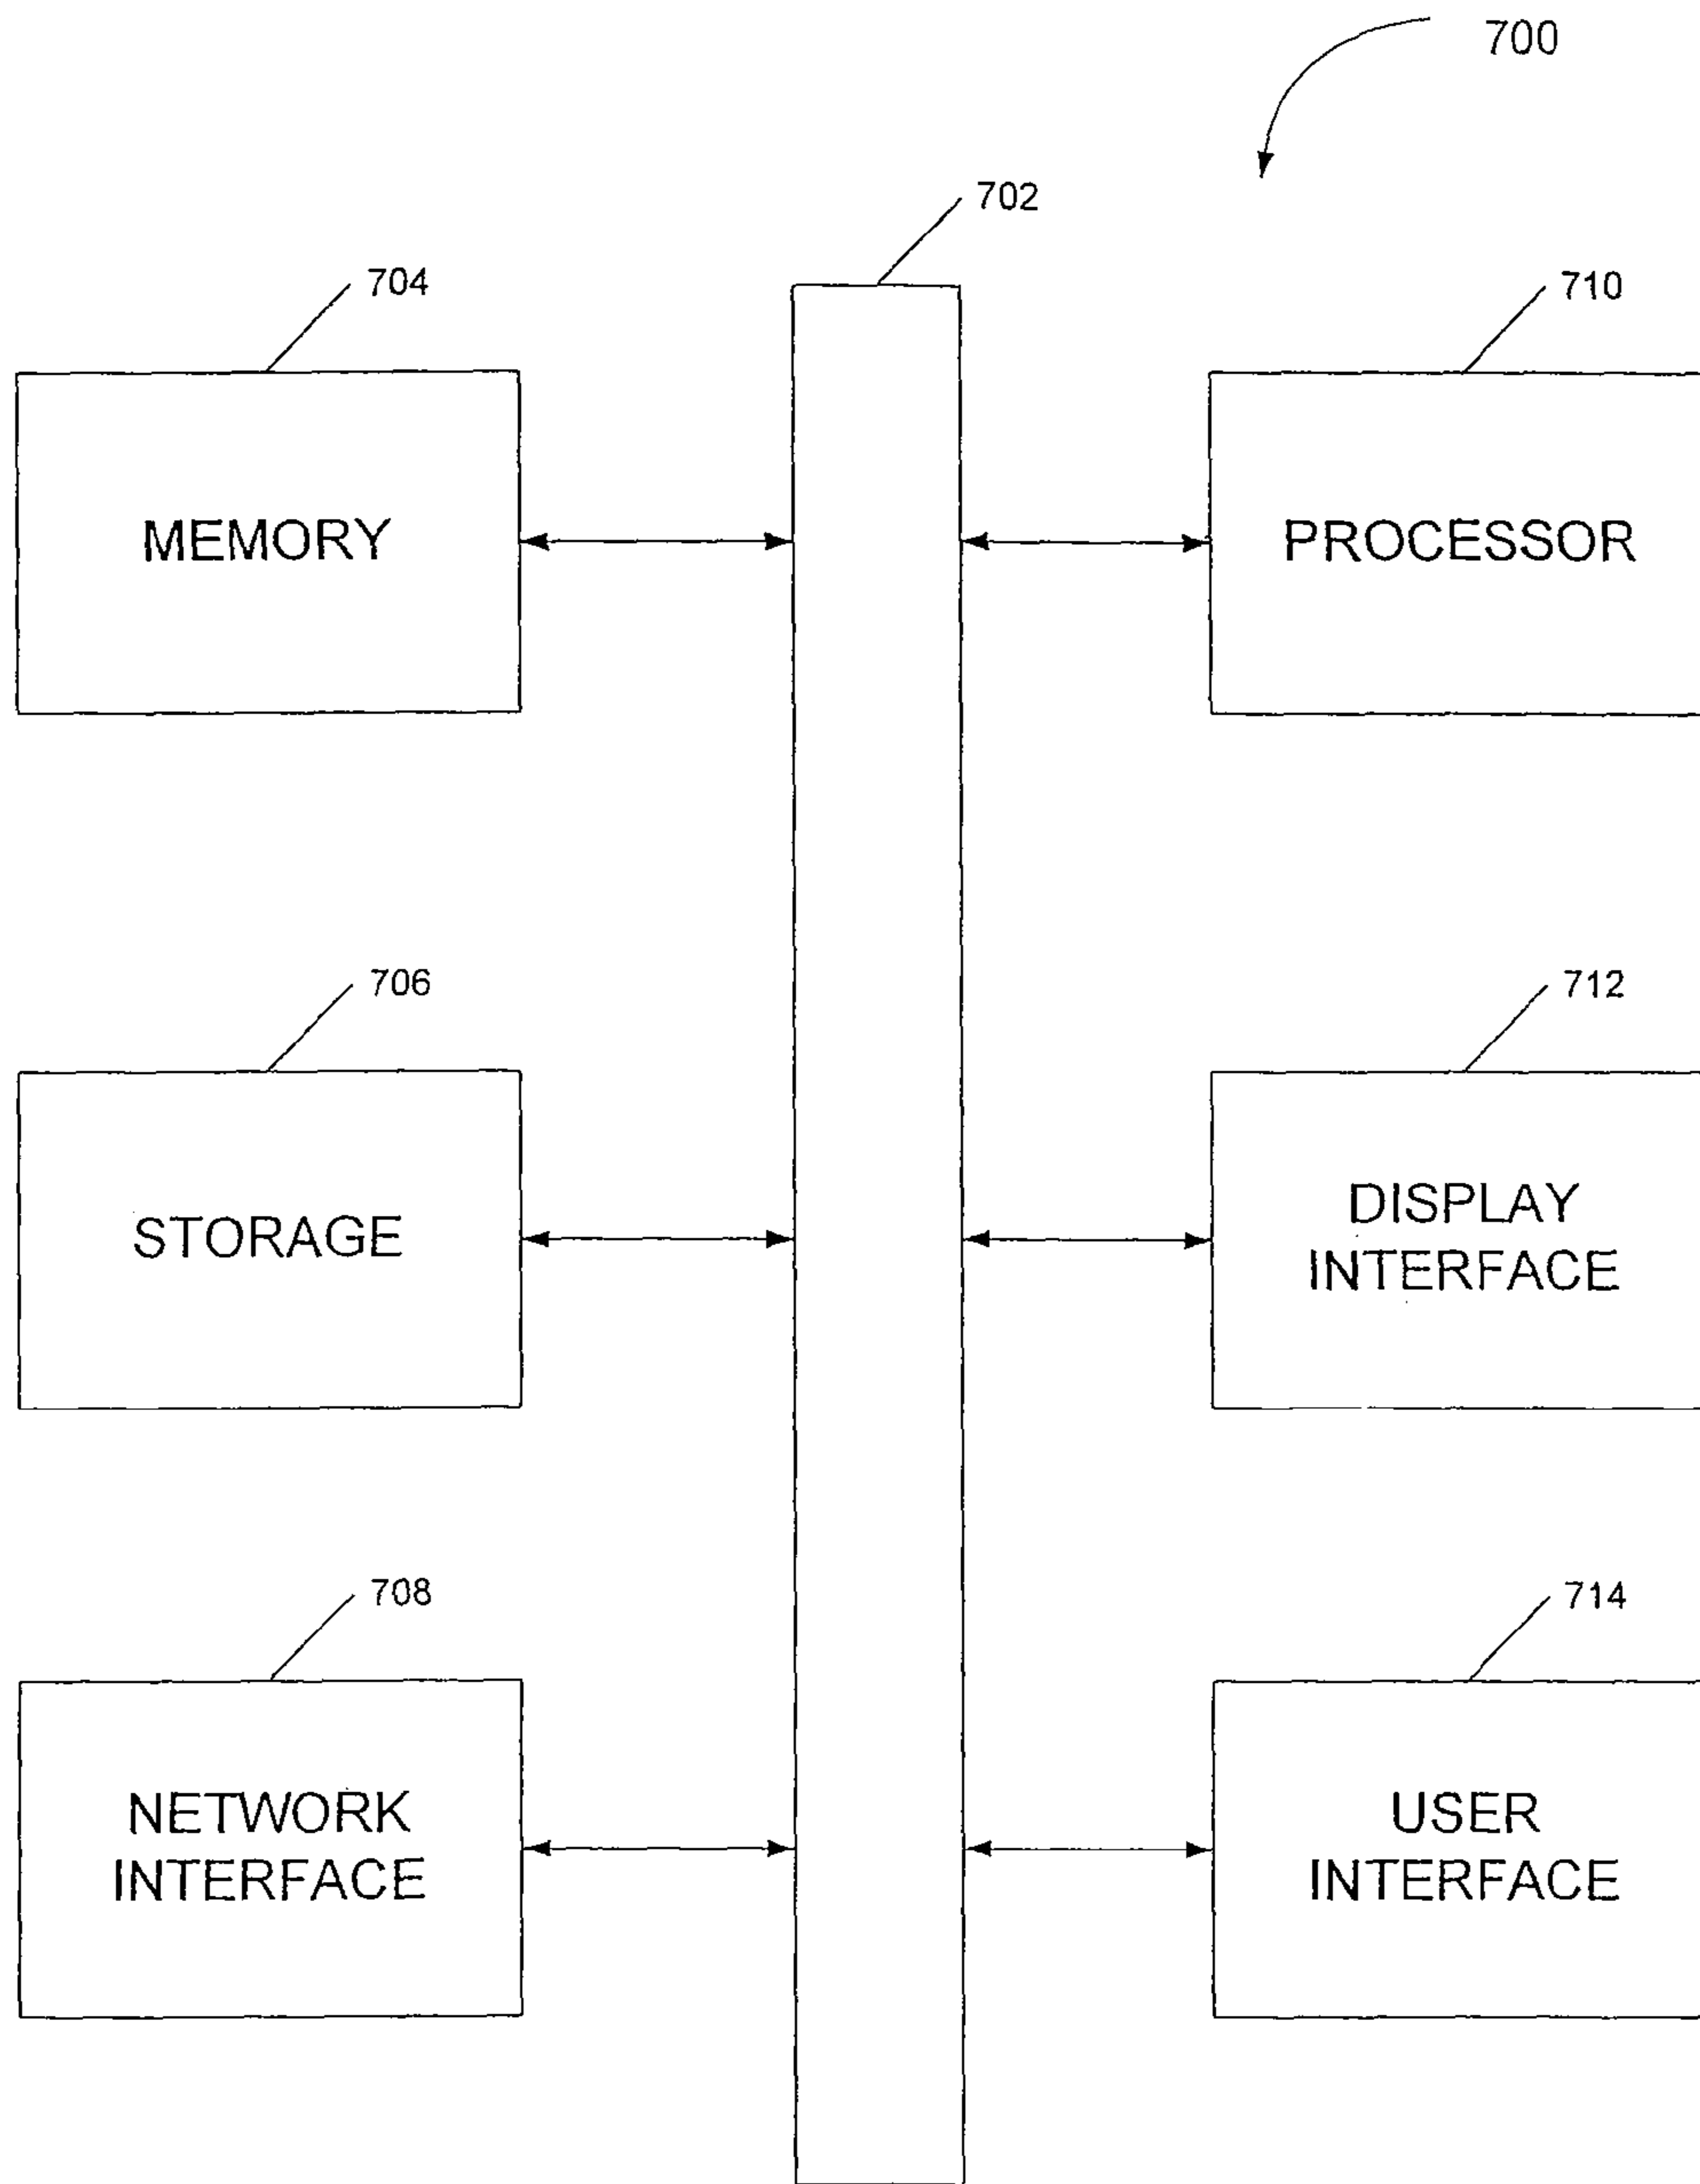 700
702
704
710
MEMORY
PROCESSOR
706
712
STORAGE
DISPLAY
INTERFACE
708
714
NETWORK
INTERFACE
USER
INTERFACE